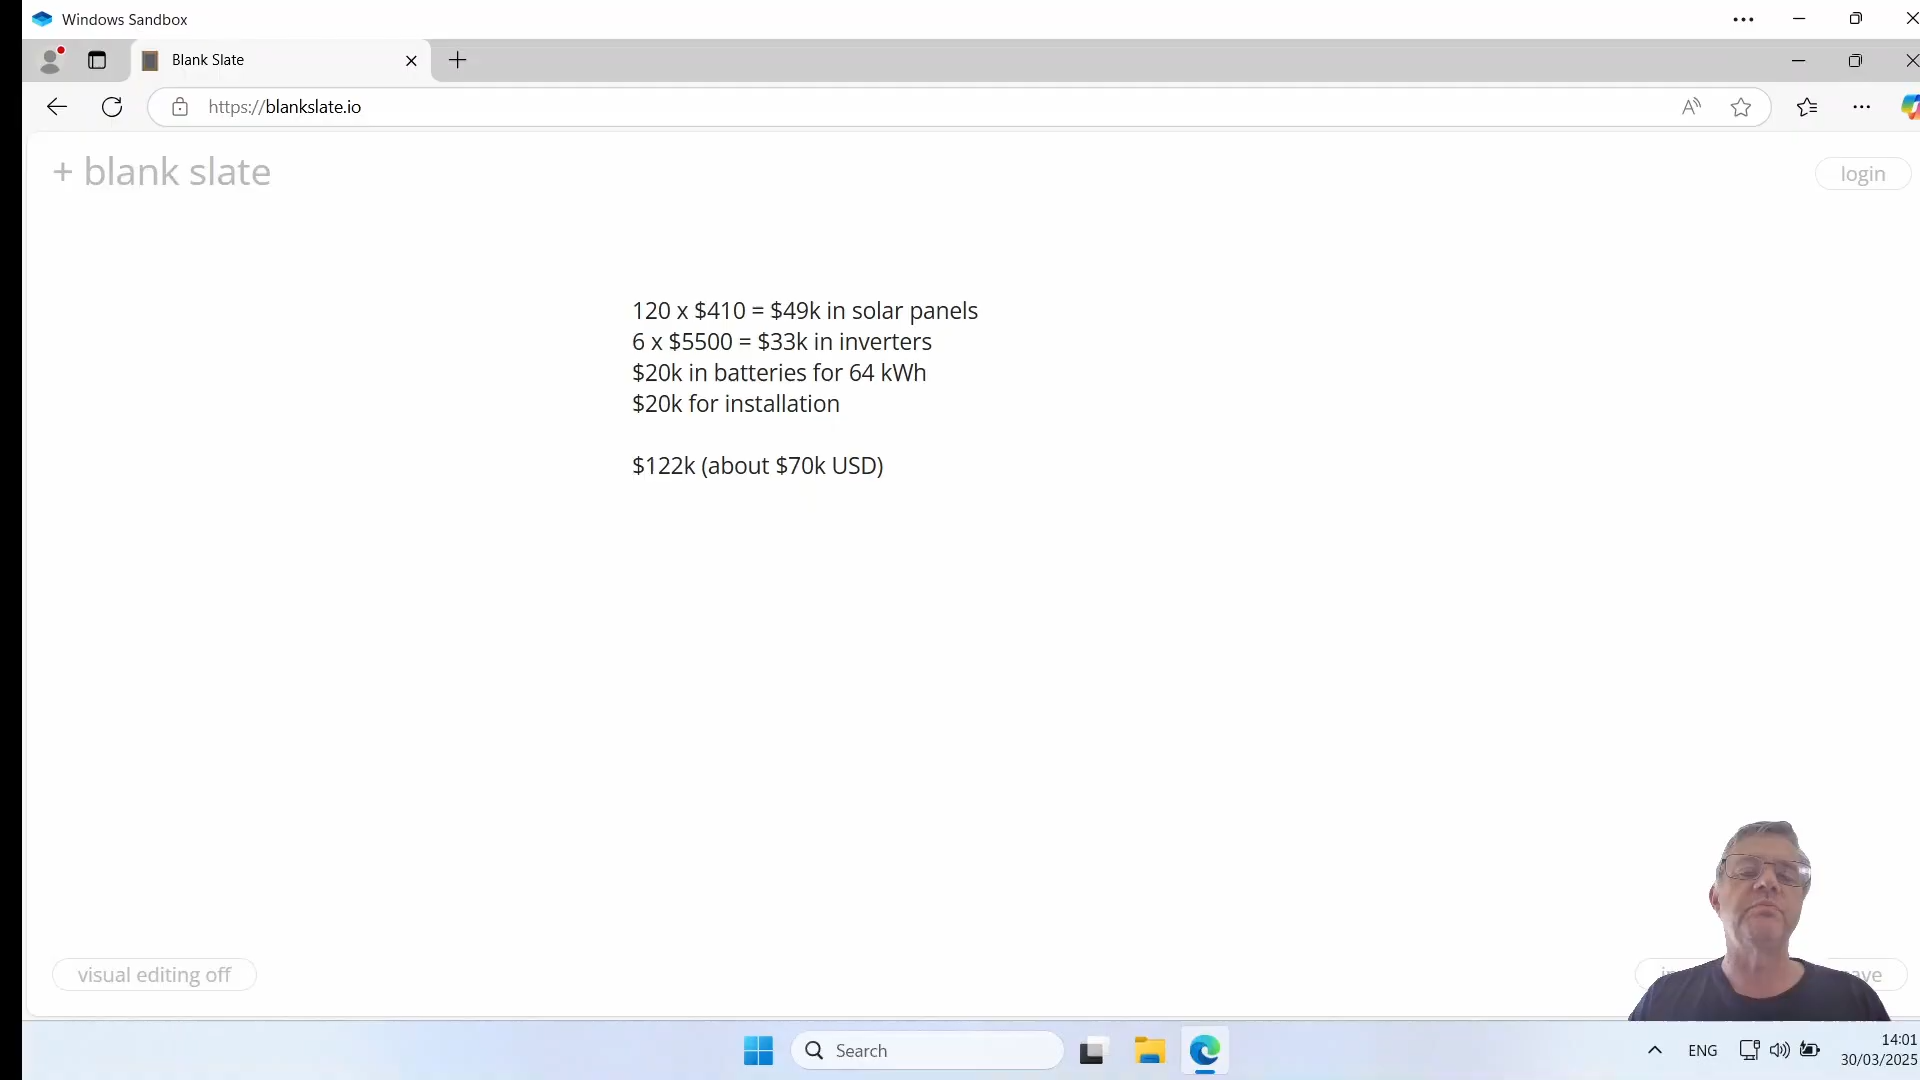 Windows Sandbox
Blank Slate
https://blankslate.io
+ blank slate
login
120 x $410 = $49k in solar panels
6 x $5500 = $33k in inverters
$20k in batteries for 64 kWh
$20k for installation
$122k (about $70k USD)
visual editing off
Search
ENG
14:01
30/03/2025